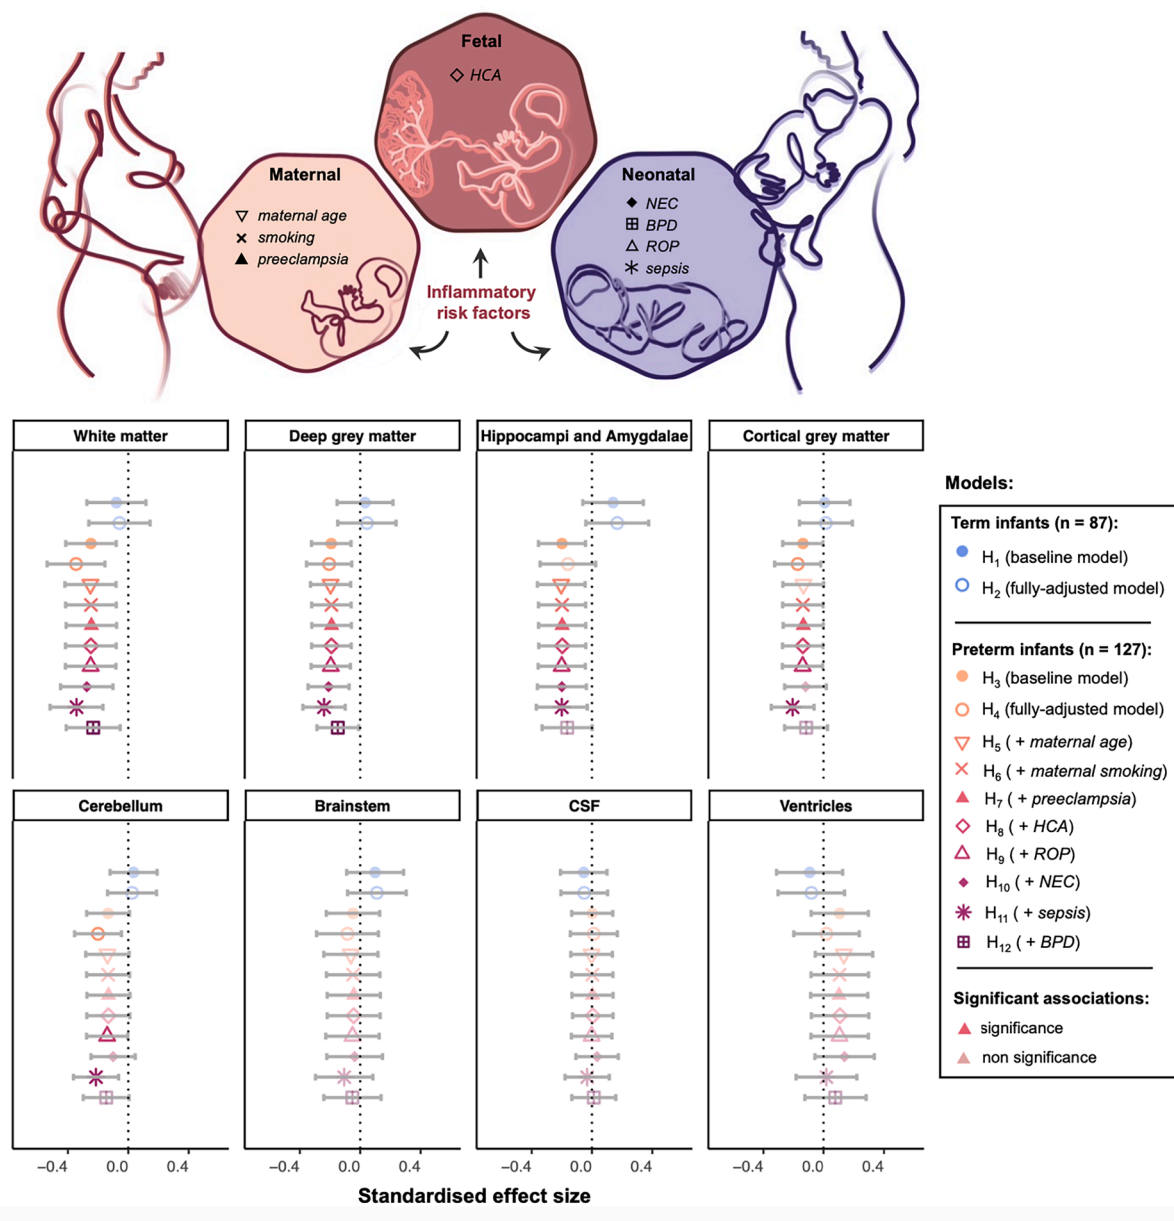 Fetal
HCA
Maternal
maternal age
smoking
preeclampsia
Neonatal
NEC
BPD
ROP
sepsis
Inflammatory
risk factors
White matter
Deep grey matter
Hippocampi and Amygdalae
Cortical grey matter
Cerebellum
Brainstem
CSF
Ventricles
−0.4 0.0 0.4
−0.4 0.0 0.4
−0.4 0.0 0.4
−0.4 0.0 0.4
Standardised effect size
Models:
Term infants (n = 87):
H₁ (baseline model)
H₂ (fully-adjusted model)
Preterm infants (n = 127):
H₃ (baseline model)
H₄ (fully-adjusted model)
H₅ ( + maternal age)
H₆ ( + maternal smoking)
H₇ ( + preeclampsia)
H₈ ( + HCA)
H₉ ( + ROP)
H₁₀ ( + NEC)
H₁₁ ( + sepsis)
H₁₂ ( + BPD)
Significant associations:
significance
non significance